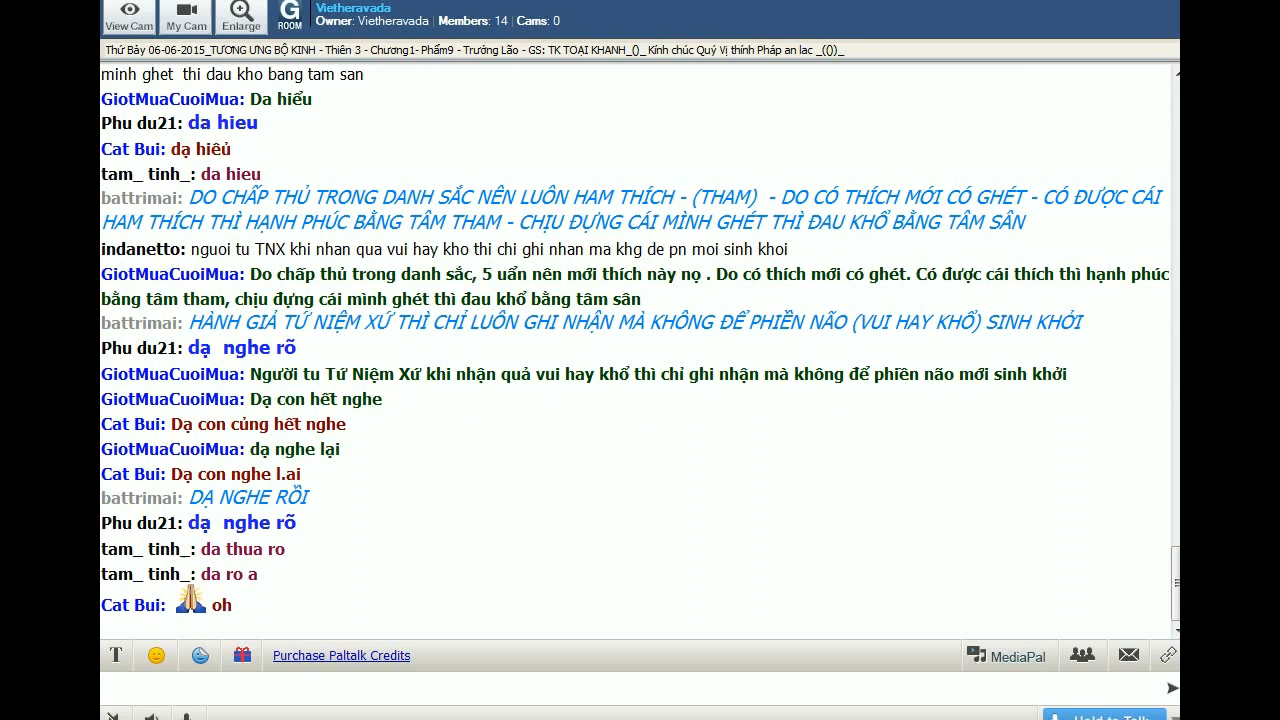 Vietheravada
View Cam
My Cam
Enlarge
G
ROOM
Owner: Vietheravada | Members: 14 | Cams: 0
Thứ Bảy 06-06-2015_TƯƠNG ƯNG BỘ KINH - Thiên 3 - Chương1- Phẩm9 - Trưởng Lão - GS: TK TOẠI KHANH_()_ Kính chúc Quý Vị thính Pháp an lạc _(())_
minh ghet thi dau kho bang tam san
GiotMuaCuoiMua: Da hiểu
Phu du21: da hieu
Cat Bui: dạ hiêủ
tam_ tinh_: da hieu
battrimai: DO CHẤP THỦ TRONG DANH SẮC NÊN LUÔN HAM THÍCH - (THAM) - DO CÓ THÍCH MỚI CÓ GHÉT - CÓ ĐƯỢC CÁI
HAM THÍCH THÌ HẠNH PHÚC BẰNG TÂM THAM - CHỊU ĐỰNG CÁI MÌNH GHÉT THÌ ĐAU KHỔ BẰNG TÂM SÂN
indanetto: nguoi tu TNX khi nhan qua vui hay kho thi chi ghi nhan ma khg de pn moi sinh khoi
GiotMuaCuoiMua: Do chấp thủ trong danh sắc, 5 uẩn nên mới thích này nọ . Do có thích mới có ghét. Có được cái thích thì hạnh phúc
bằng tâm tham, chịu đựng cái mình ghét thì đau khổ bằng tâm sân
battrimai: HÀNH GIẢ TỨ NIỆM XỨ THÌ CHỈ LUÔN GHI NHẬN MÀ KHÔNG ĐỂ PHIỀN NÃO (VUI HAY KHỔ) SINH KHỞI
Phu du21: dạ nghe rõ
GiotMuaCuoiMua: Người tu Tứ Niệm Xứ khi nhận quả vui hay khổ thì chỉ ghi nhận mà không để phiền não mới sinh khởi
GiotMuaCuoiMua: Dạ con hết nghe
Cat Bui: Dạ con củng hết nghe
GiotMuaCuoiMua: dạ nghe lại
Cat Bui: Dạ con nghe l.ai
battrimai: DẠ NGHE RỒI
Phu du21: dạ nghe rõ
tam_ tinh_: da thua ro
tam_ tinh_: da ro a
Cat Bui: oh
T
Purchase Paltalk Credits
MediaPal
Hold to Talk